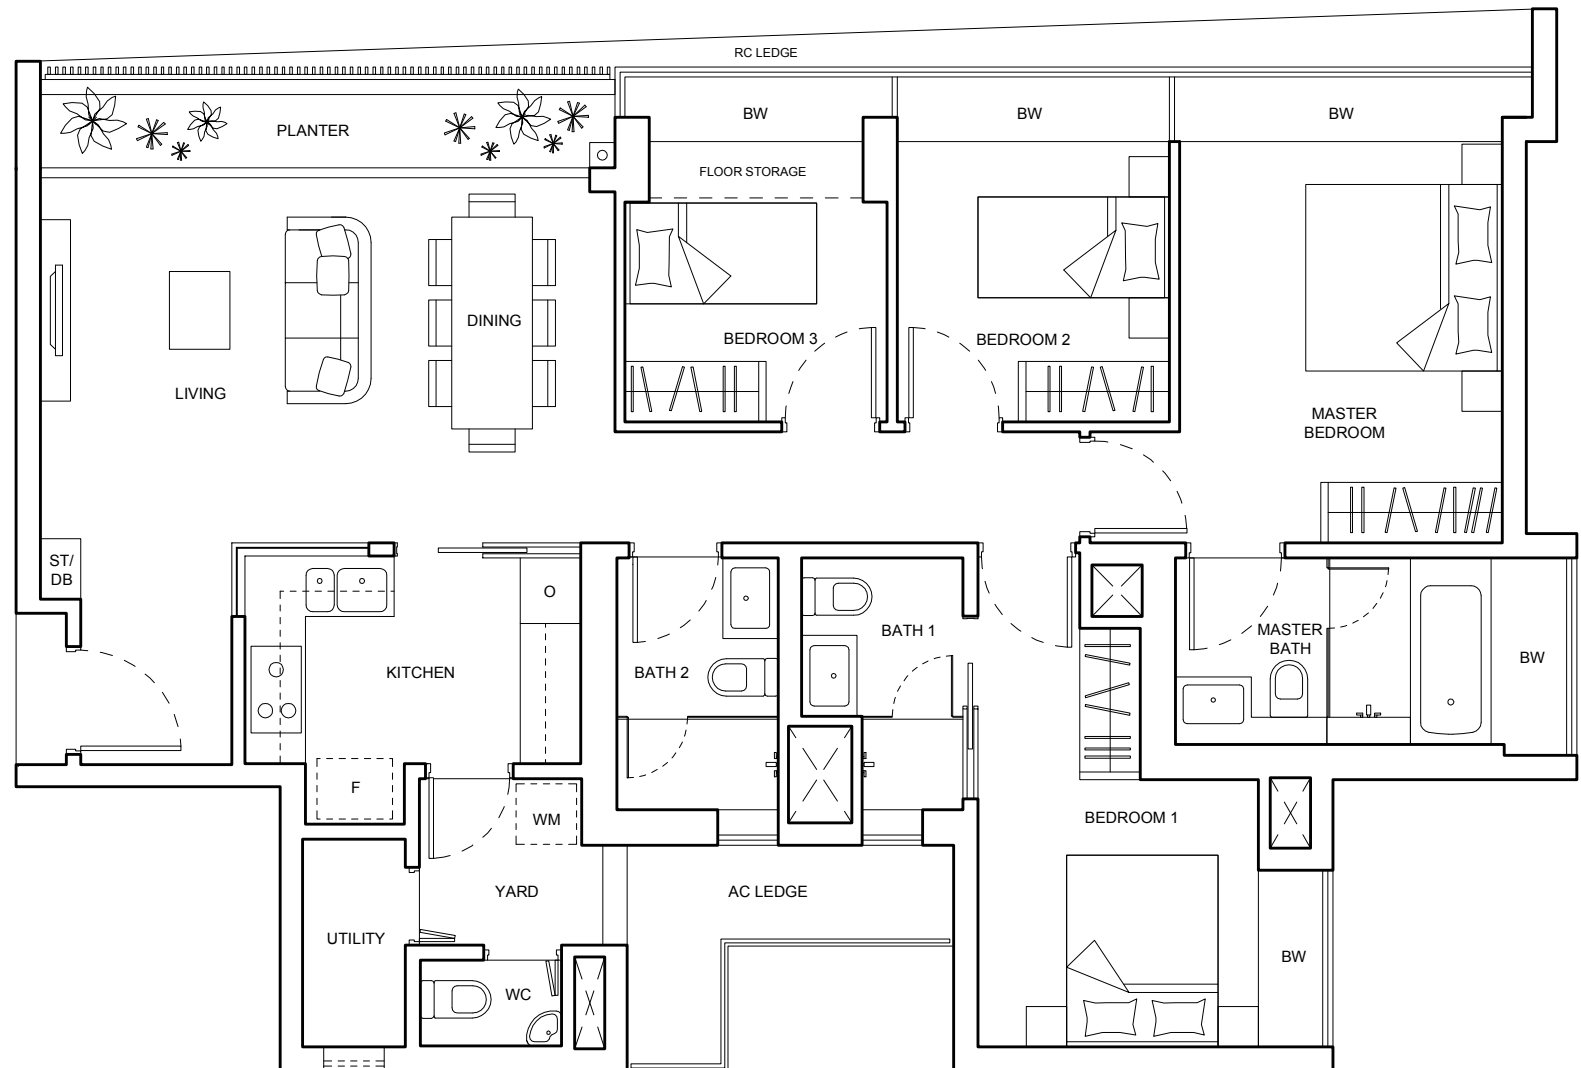 RC LEDGE
BW
BW
BW
PLANTER
FLOOR STORAGE
DINING
BEDROOM 3
BEDROOM 2
LIVING
MASTER
BEDROOM
ST/
DB
O
KITCHEN
BATH 2
BATH 1
MASTER
BATH
BW
F
WM
BEDROOM 1
YARD
AC LEDGE
UTILITY
BW
WC